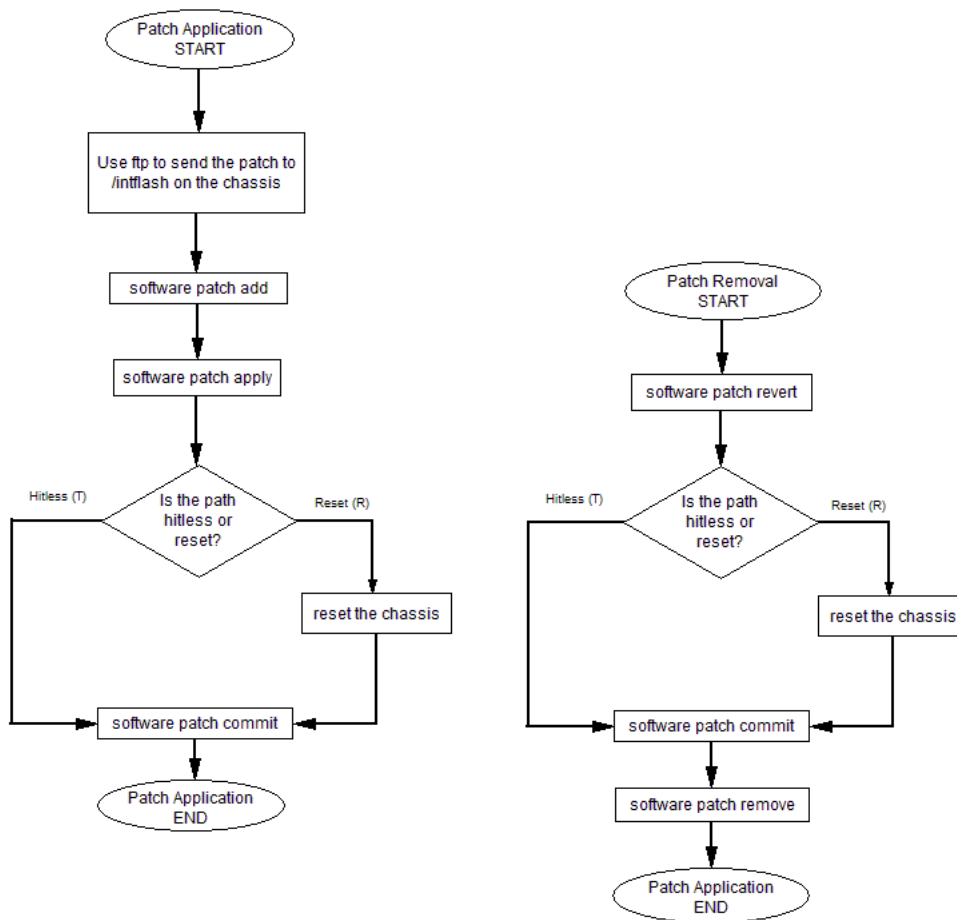 Patch Application
START
Use ftp to send the patch to
/intflash on the chassis
software patch add
software patch apply
Hitless (T)
Is the path
hitless or
reset?
Reset (R)
reset the chassis
software patch commit
Patch Application
END
Patch Removal
START
software patch revert
Hitless (T)
Is the path
hitless or
reset?
Reset (R)
reset the chassis
software patch commit
software patch remove
Patch Application
END